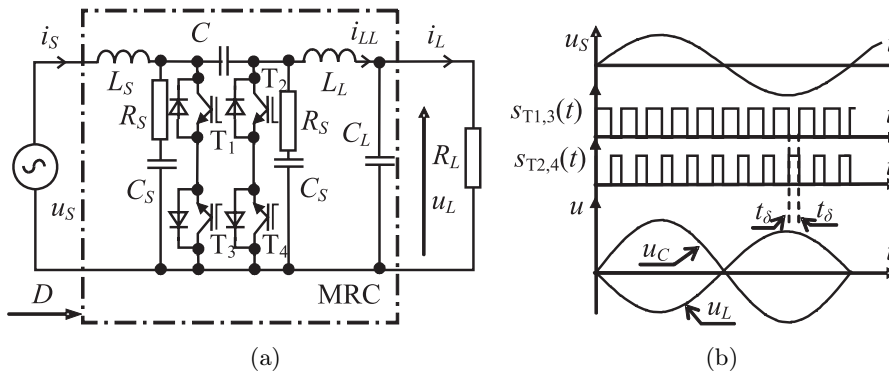 i_S
C
i_LL
i_L
L_S
T_2
L_L
R_S
T_1
R_S
C_L
R_L
C_S
C_S
u_S
T_3
T_4
u_L
D
MRC
(a)
u_S
t
s_T1,3(t)
t
s_T2,4(t)
t
u
t_δ
t_δ
u_C
t
u_L
(b)